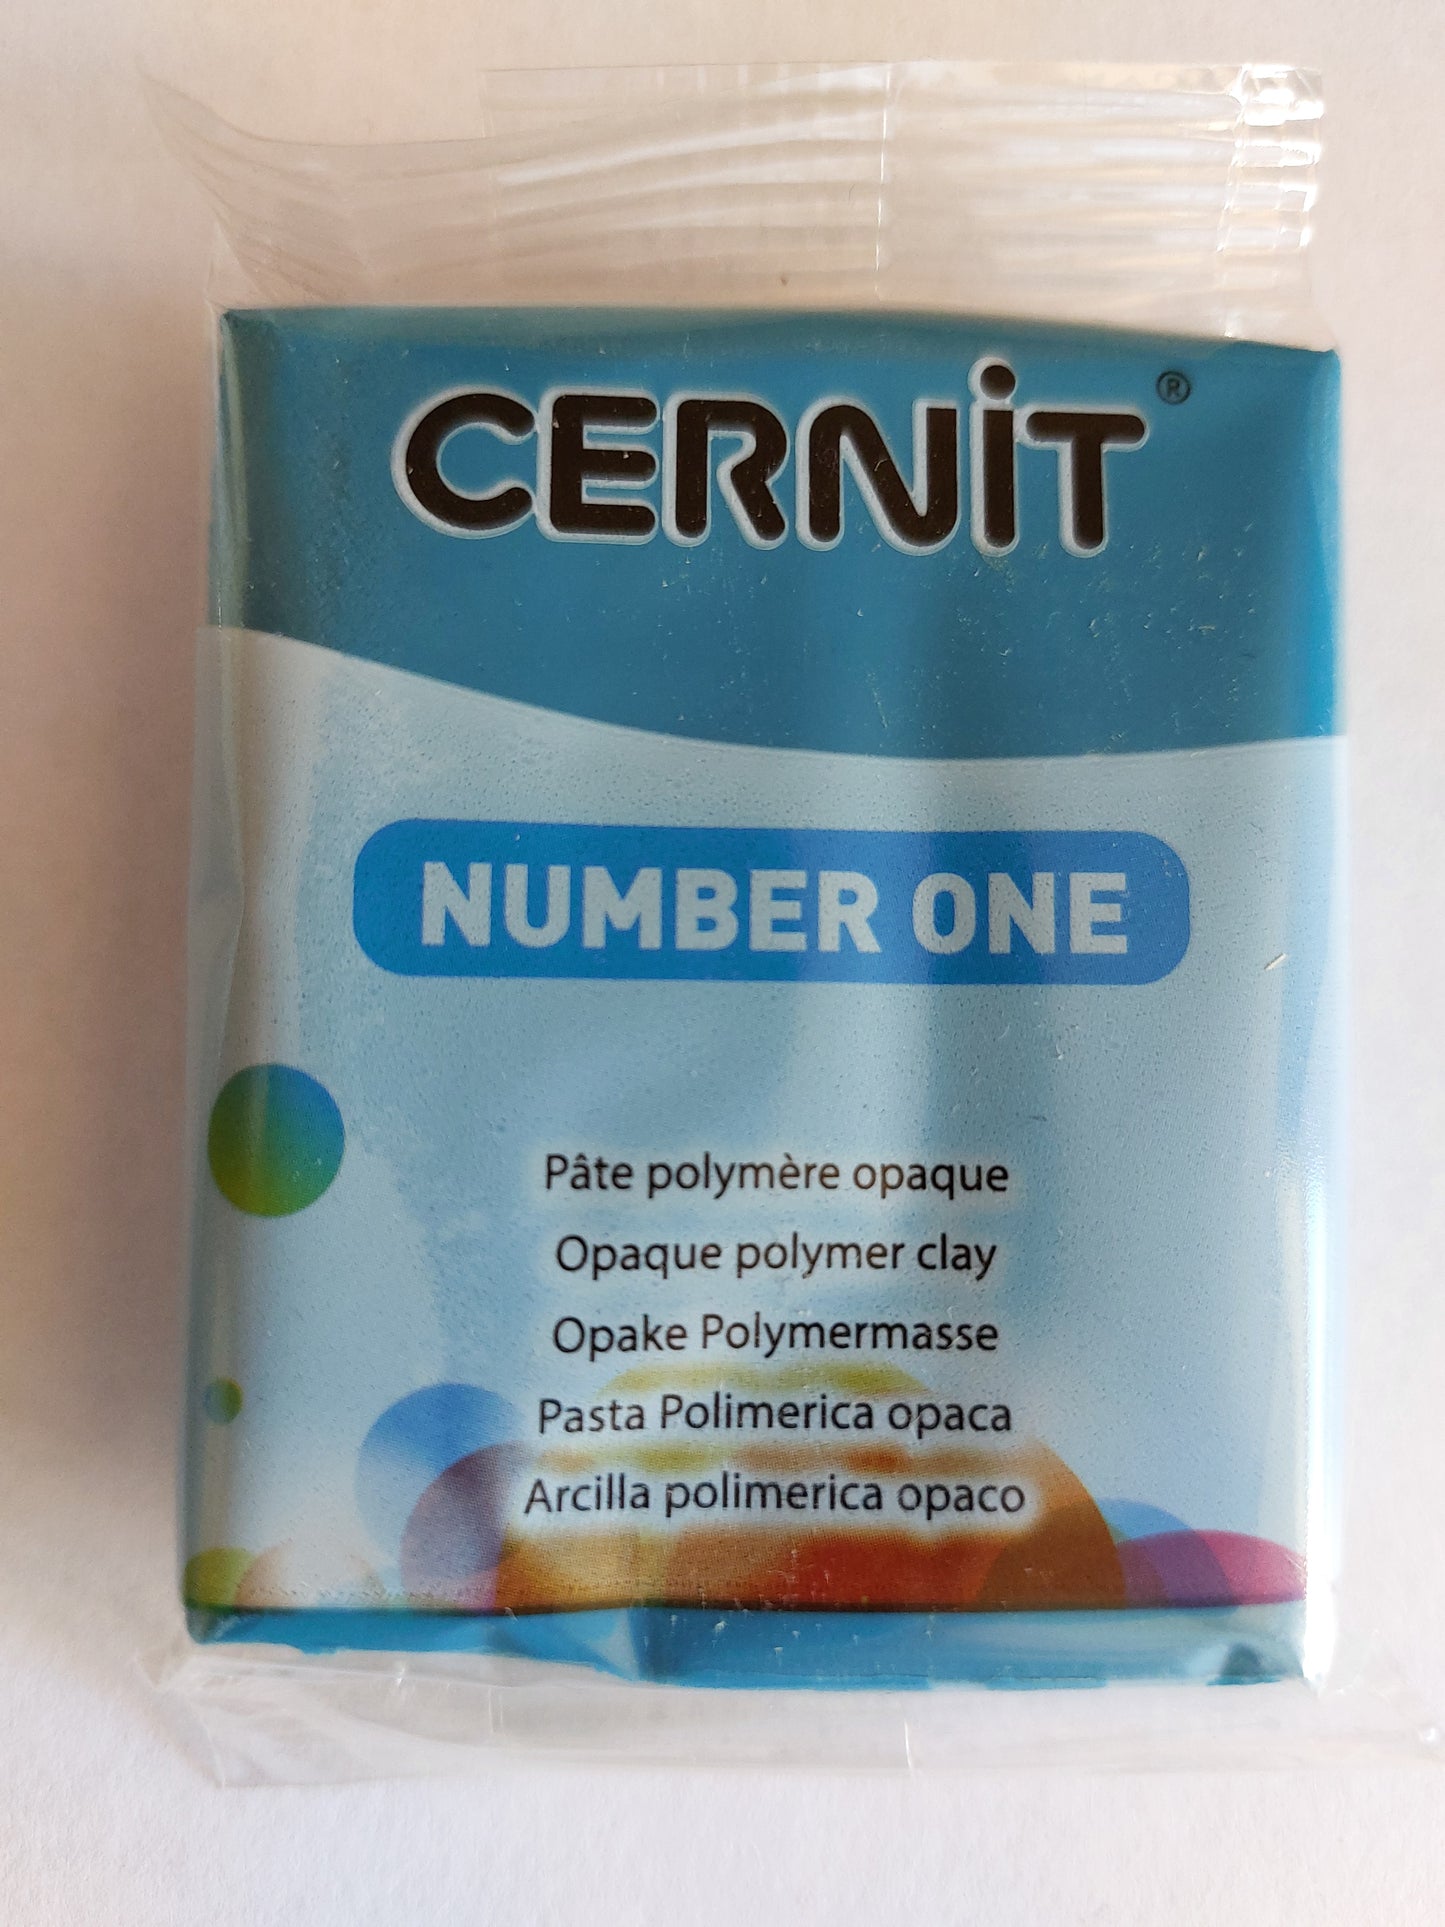 CERNiT®
NUMBER ONE
Pâte polymère opaque
Opaque polymer clay
Opake Polymermasse
Pasta Polimerica opaca
Arcilla polimerica opaco